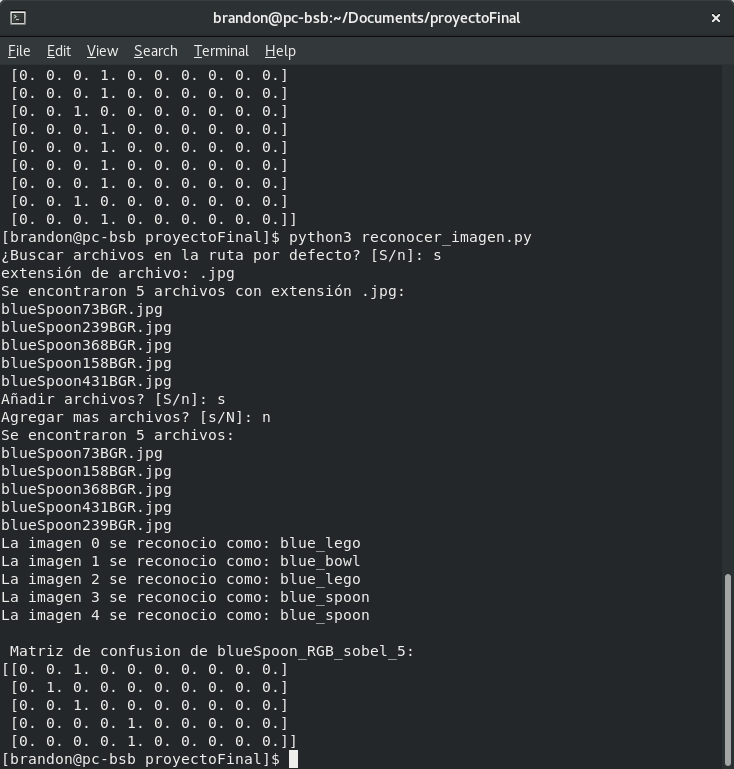 brandon@pc-bsb:~/Documents/proyectoFinal
File Edit View Search Terminal Help
[0. 0. 0. 1. 0. 0. 0. 0. 0. 0.]
[0. 0. 0. 1. 0. 0. 0. 0. 0. 0.]
[0. 0. 1. 0. 0. 0. 0. 0. 0. 0.]
[0. 0. 0. 1. 0. 0. 0. 0. 0. 0.]
[0. 0. 0. 1. 0. 0. 0. 0. 0. 0.]
[0. 0. 0. 1. 0. 0. 0. 0. 0. 0.]
[0. 0. 0. 1. 0. 0. 0. 0. 0. 0.]
[0. 0. 1. 0. 0. 0. 0. 0. 0. 0.]
[0. 0. 0. 1. 0. 0. 0. 0. 0. 0.]]
[brandon@pc-bsb proyectoFinal]$ python3 reconocer_imagen.py
¿Buscar archivos en la ruta por defecto? [S/n]: s
extensión de archivo: .jpg
Se encontraron 5 archivos con extensión .jpg:
blueSpoon73BGR.jpg
blueSpoon239BGR.jpg
blueSpoon368BGR.jpg
blueSpoon158BGR.jpg
blueSpoon431BGR.jpg
Añadir archivos? [S/n]: s
Agregar mas archivos? [s/N]: n
Se encontraron 5 archivos:
blueSpoon73BGR.jpg
blueSpoon158BGR.jpg
blueSpoon368BGR.jpg
blueSpoon431BGR.jpg
blueSpoon239BGR.jpg
La imagen 0 se reconocio como: blue_lego
La imagen 1 se reconocio como: blue_bowl
La imagen 2 se reconocio como: blue_lego
La imagen 3 se reconocio como: blue_spoon
La imagen 4 se reconocio como: blue_spoon
Matriz de confusion de blueSpoon_RGB_sobel_5:
[[0. 0. 1. 0. 0. 0. 0. 0. 0. 0.]
[0. 1. 0. 0. 0. 0. 0. 0. 0. 0.]
[0. 0. 1. 0. 0. 0. 0. 0. 0. 0.]
[0. 0. 0. 0. 1. 0. 0. 0. 0. 0.]
[0. 0. 0. 0. 1. 0. 0. 0. 0. 0.]]
[brandon@pc-bsb proyectoFinal]$